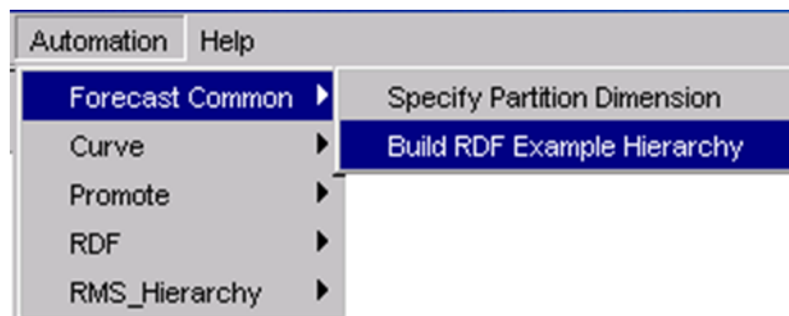 Automation Help
Forecast Common Specify Partition Dimension
Curve Build RDF Example Hierarchy
Promote
RDF
RMS_Hierarchy